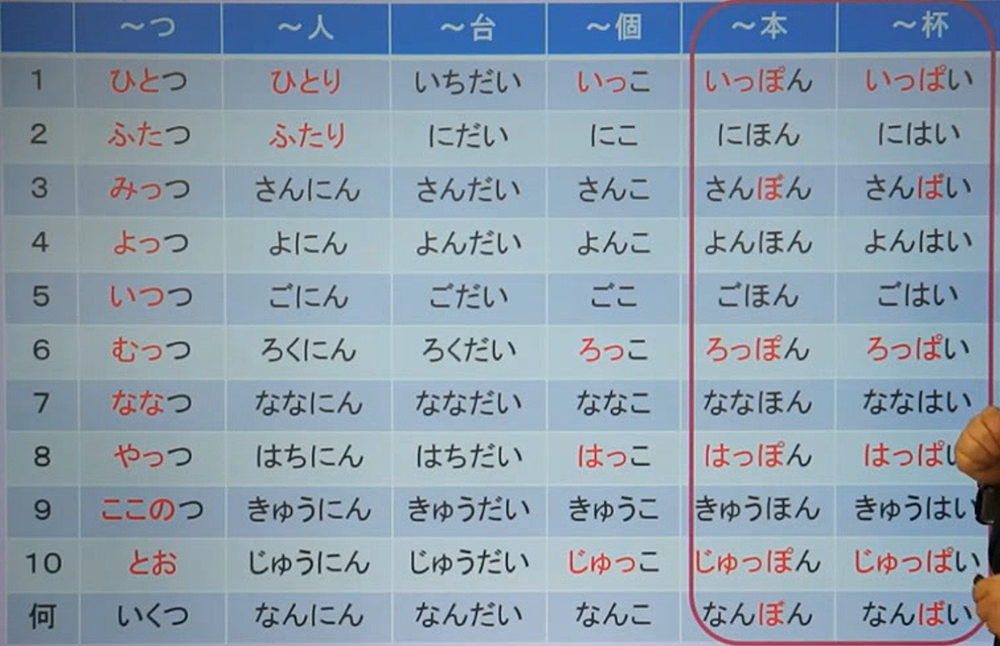 ～つ ～人 ～台 ～個 ～本 ～杯
1 ひとつ ひとり いちだい いっこ いっぽん いっぱい
2 ふたつ ふたり にだい にこ にほん にはい
3 みっつ さんにん さんだい さんこ さんぼん さんばい
4 よっつ よにん よんだい よんこ よんほん よんはい
5 いつつ ごにん ごだい ごこ ごほん ごはい
6 むっつ ろくにん ろくだい ろっこ ろっぽん ろっぱい
7 ななつ ななにん ななだい ななこ ななほん ななはい
8 やっつ はちにん はちだい はっこ はっぽん はっぱい
9 ここのつ きゅうにん きゅうだい きゅうこ きゅうほん きゅうはい
10 とお じゅうにん じゅうだい じゅっこ じゅっぽん じゅっぱい
何 いくつ なんにん なんだい なんこ なんぼん なんばい